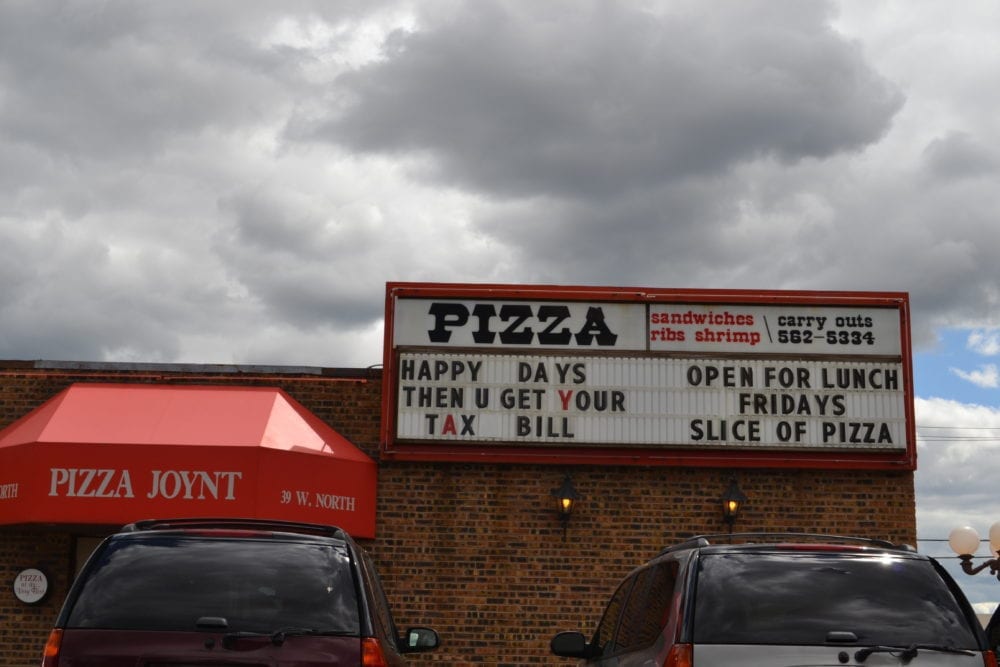 PIZZA
sandwiches
ribs shrimp
carry outs
562-5334
HAPPY DAYS
THEN U GET YOUR
TAX BILL
OPEN FOR LUNCH
FRIDAYS
SLICE OF PIZZA
PIZZA JOYNT
39 W. NORTH
PIZZA